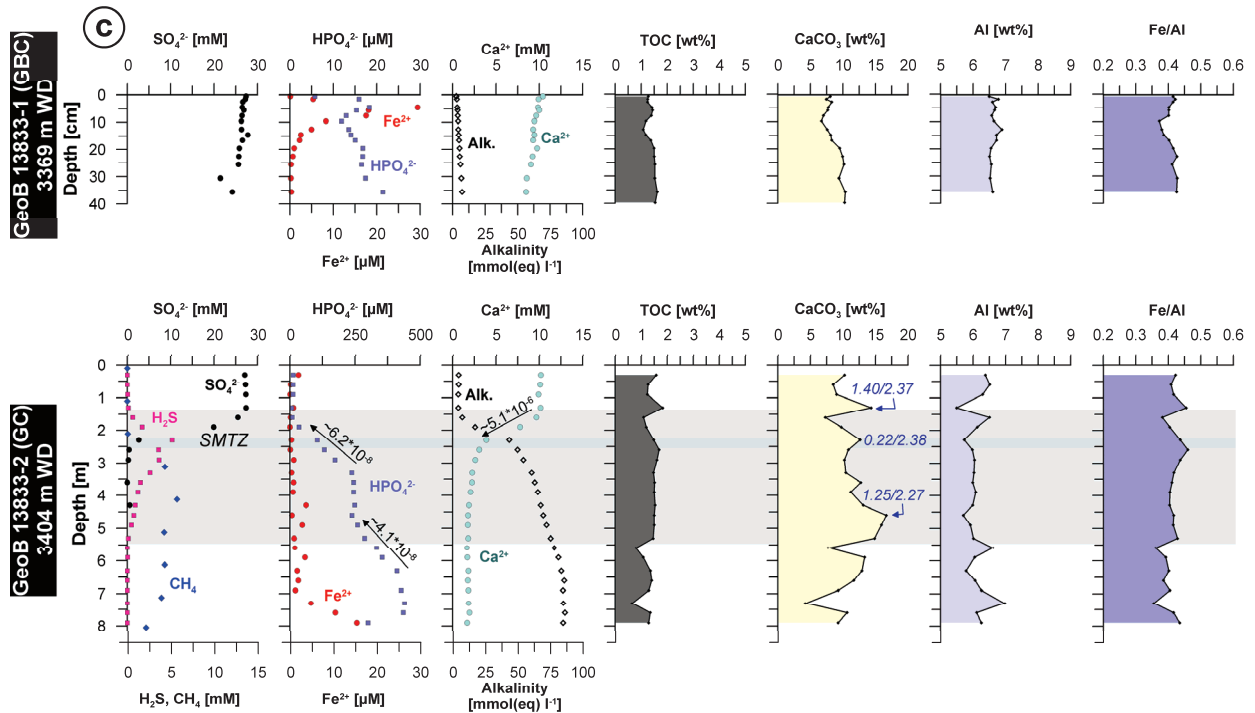 c
GeoB 13833-1 (GBC)
3369 m WD
SO₄²⁻ [mM]
HPO₄²⁻ [µM]
Ca²⁺ [mM]
TOC [wt%]
CaCO₃ [wt%]
Al [wt%]
Fe/Al
0 10 20 30
0 10 20 30
0 5 10 15
0 1 2 3 4 5
0 5 10 15 20
5 6 7 8 9
0.2 0.3 0.4 0.5 0.6
Depth [cm]
0
10
20
30
40
Fe²⁺
HPO₄²⁻
Alk.
Ca²⁺
0 10 20 30
Fe²⁺ [µM]
0 25 50 75 100
Alkalinity
[mmol(eq) l⁻¹]
GeoB 13833-2 (GC)
3404 m WD
SO₄²⁻ [mM]
HPO₄²⁻ [µM]
Ca²⁺ [mM]
TOC [wt%]
CaCO₃ [wt%]
Al [wt%]
Fe/Al
0 10 20 30
0 250 500
0 5 10 15
0 1 2 3 4 5
0 5 10 15 20
5 6 7 8 9
0.2 0.3 0.4 0.5 0.6
Depth [m]
0
1
2
3
4
5
6
7
8
SO₄²
H₂S
SMTZ
CH₄
~6.2*10⁻⁸
HPO₄²⁻
~4.1*10⁻⁸
Fe²⁺
Alk.
~5.1*10⁻⁶
Ca²⁺
1.40/2.37
0.22/2.38
1.25/2.27
0 5 10 15
H₂S, CH₄ [mM]
0 10 20 30
Fe²⁺ [µM]
0 25 50 75 100
Alkalinity
[mmol(eq) l⁻¹]